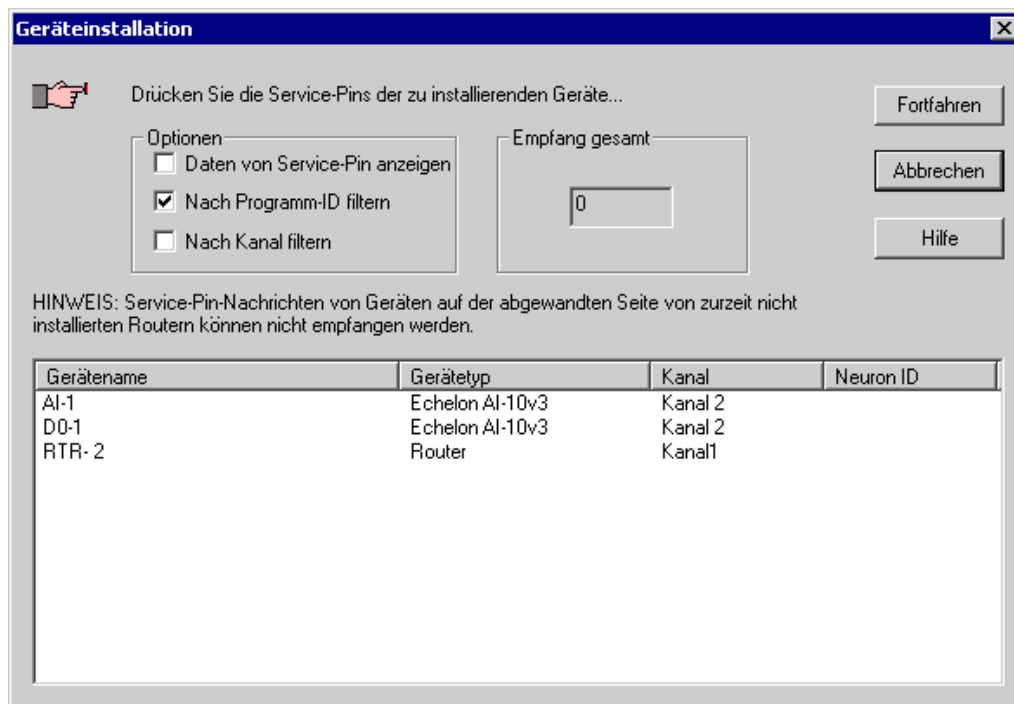 Geräteinstallation
Drücken Sie die Service-Pins der zu installierenden Geräte...
Fortfahren
Optionen
Empfang gesamt
Daten von Service-Pin anzeigen
Abbrechen
Nach Programm-ID filtern
0
Nach Kanal filtern
Hilfe
HINWEIS: Service-Pin-Nachrichten von Geräten auf der abgewandten Seite von zurzeit nicht
installierten Routern können nicht empfangen werden.
Gerätename Gerätetyp Kanal Neuron ID
AI-1 Echelon AI-10v3 Kanal 2
D0-1 Echelon AI-10v3 Kanal 2
RTR- 2 Router Kanal1